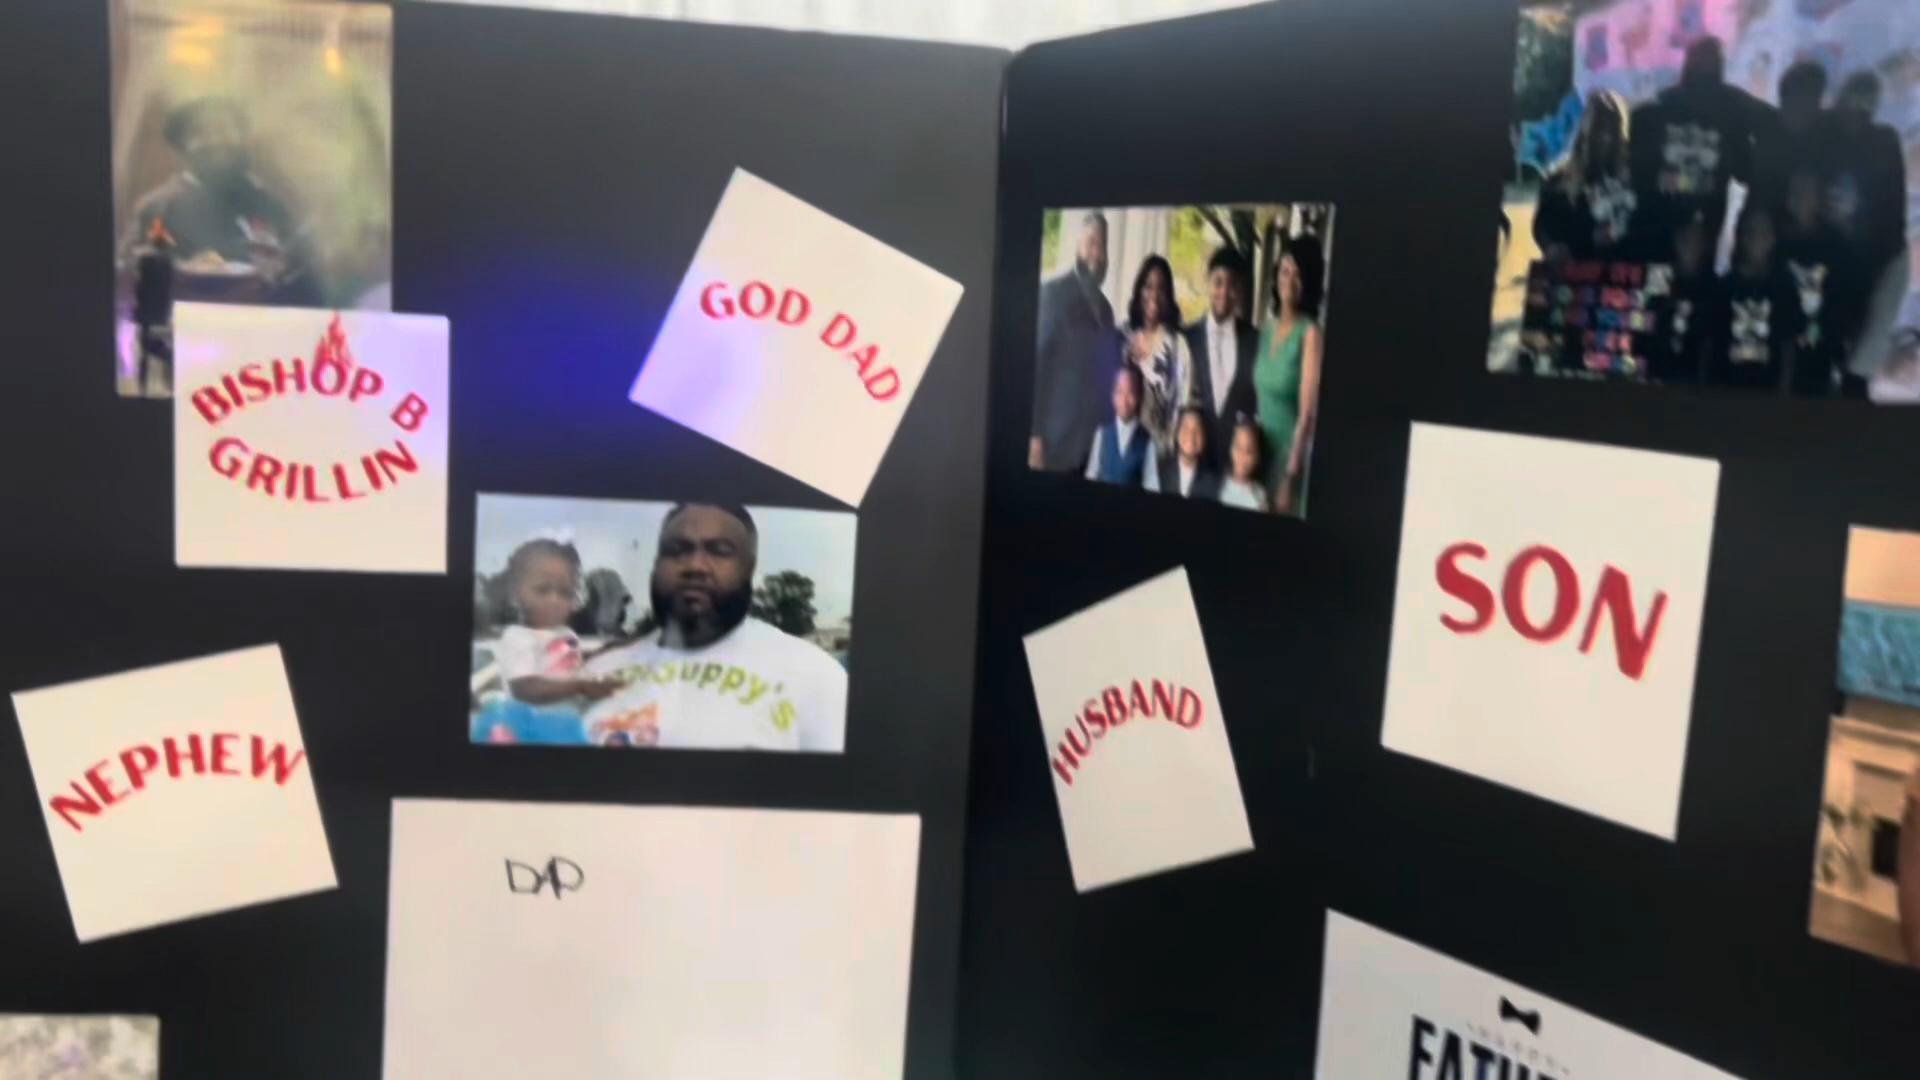 BISHOP B
GRILLIN
GOD DAD
NEPHEW
DAD
HUSBAND
SON